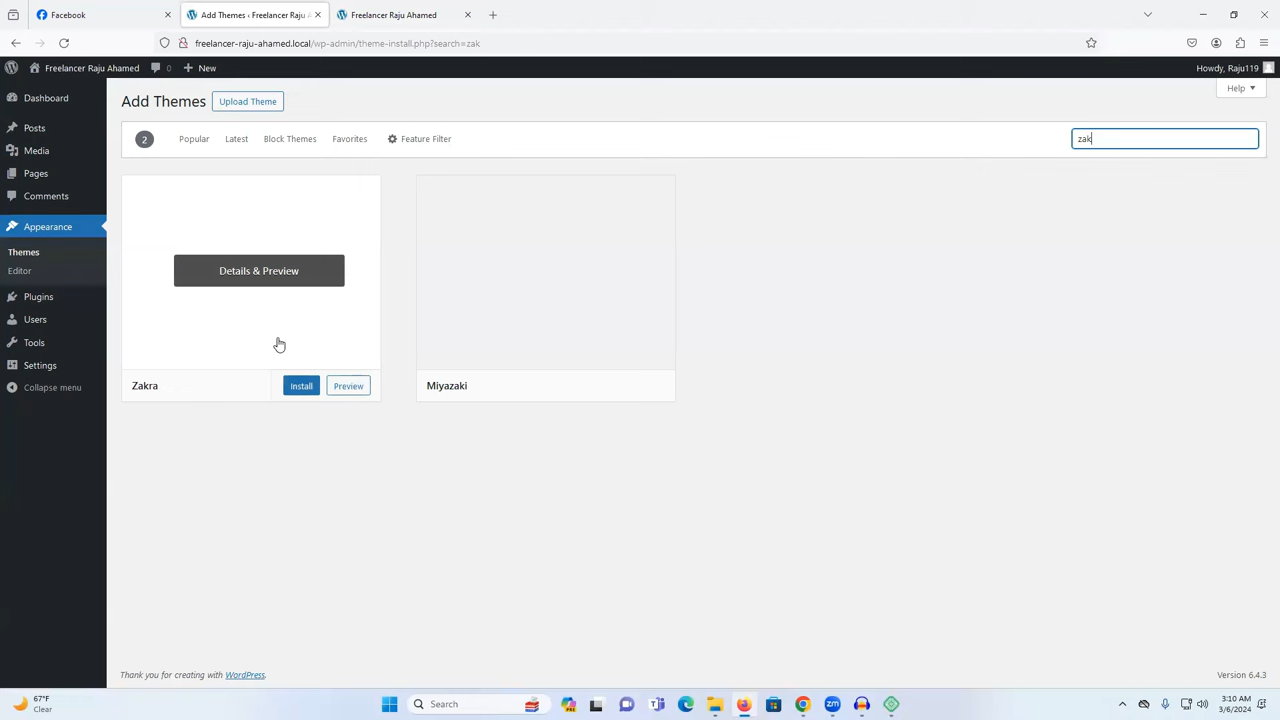 Facebook
Add Themes ‹ Freelancer Raju A
Freelancer Raju Ahamed
freelancer-raju-ahamed.local/wp-admin/theme-install.php?search=zak
Freelancer Raju Ahamed
0
New
Howdy, Raju119
Dashboard
Posts
Media
Pages
Comments
Appearance
Themes
Editor
Plugins
Users
Tools
Settings
Collapse menu
Add Themes
Upload Theme
Help
2
Popular
Latest
Block Themes
Favorites
Feature Filter
zak
Details & Preview
Zakra
Install
Preview
Miyazaki
Thank you for creating with WordPress.
Version 6.4.3
67°F
Clear
Search
3:10 AM
3/6/2024